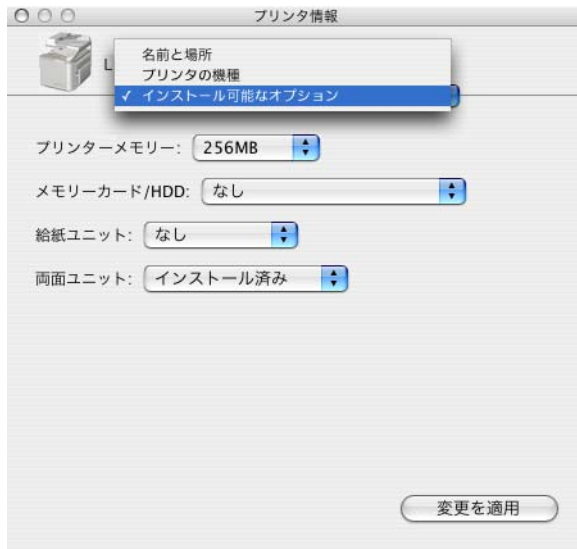 プリンタ情報
L
名前と場所
プリンタの機種
✓ インストール可能なオプション
プリンターメモリー: 256MB
メモリーカード/HDD: なし
給紙ユニット: なし
両面ユニット: インストール済み
変更を適用